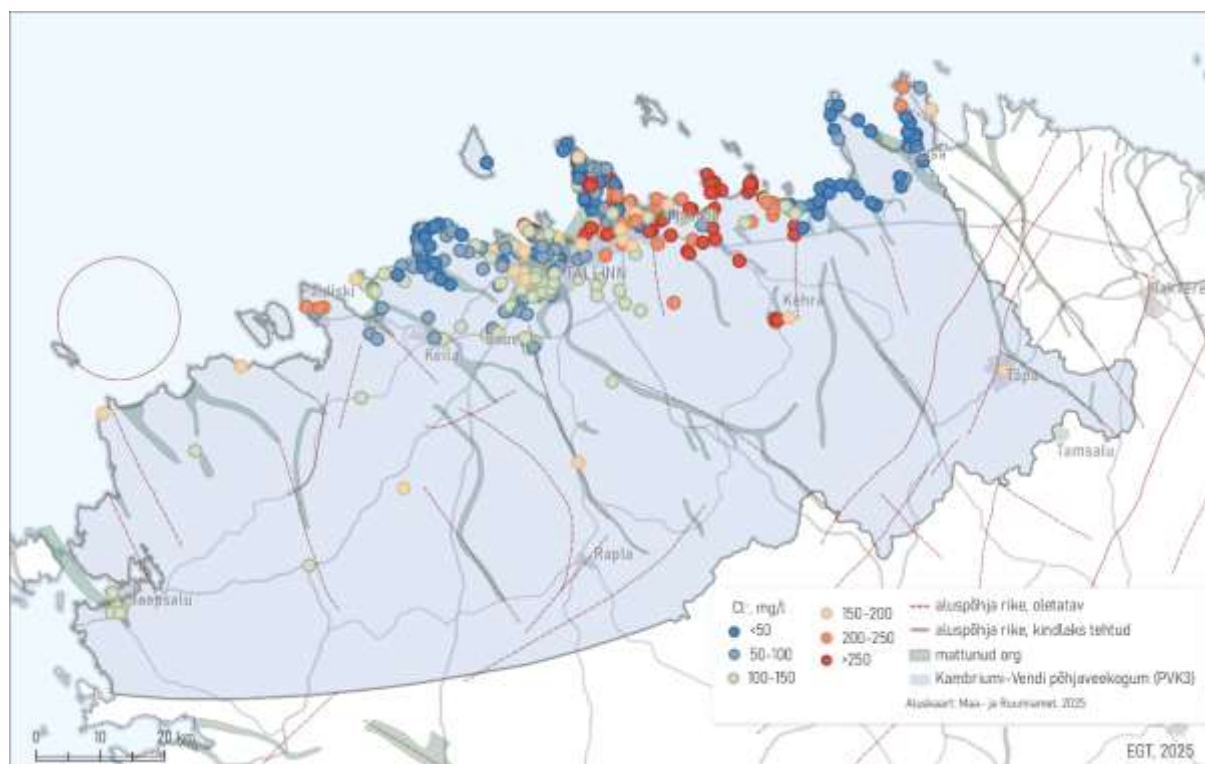 Paldiski
TALLINN
Keila
Kehra
Tapa
Tamsalu
Rapla
Haapsalu
Cl⁻, mg/l
<50
50-100
100-150
150-200
200-250
>250
aluspõhja rike, oletatav
aluspõhja rike, kindlaks tehtud
mattunud org
Kambriumi-Vendi põhjaveekogum (PVK3)
Aluskaart: Maa- ja Ruumiamet, 2025
0 10 20 km
EGT, 2025